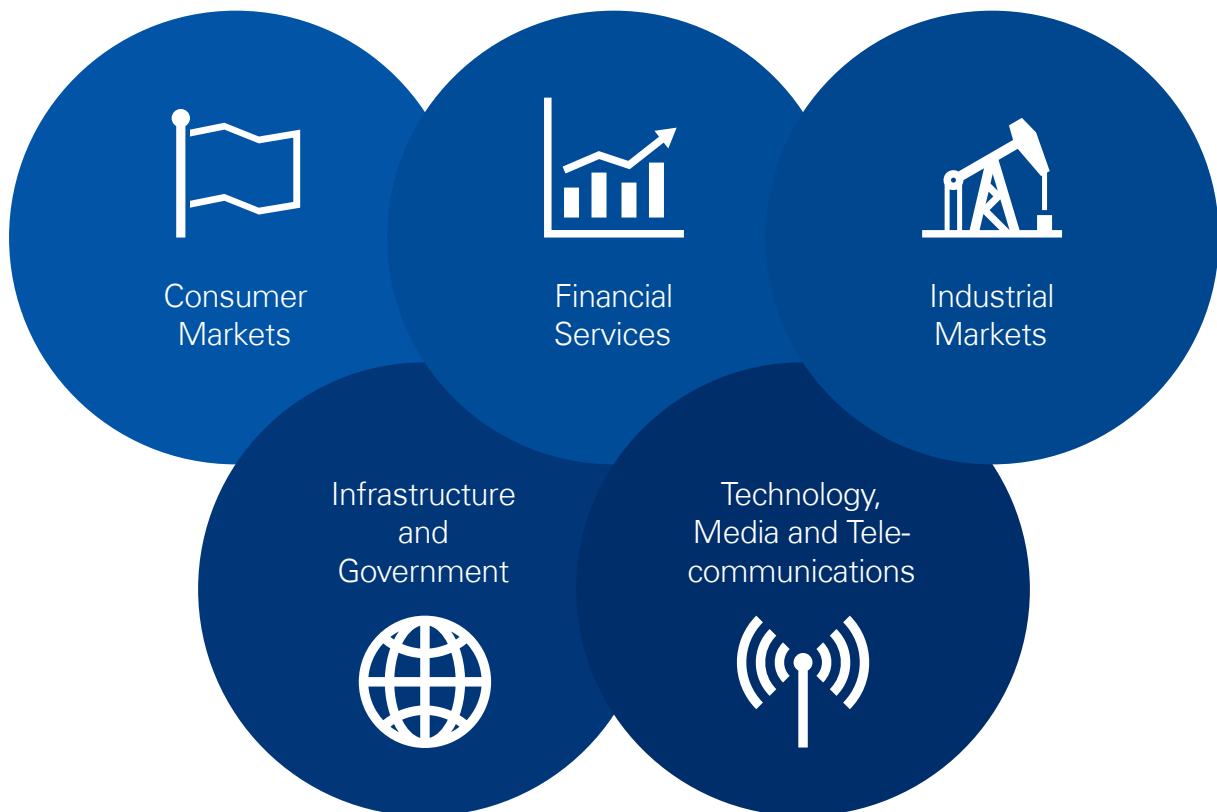 Consumer
Markets
Financial
Services
Industrial
Markets
Infrastructure
and
Government
Technology,
Media and Tele-
communications